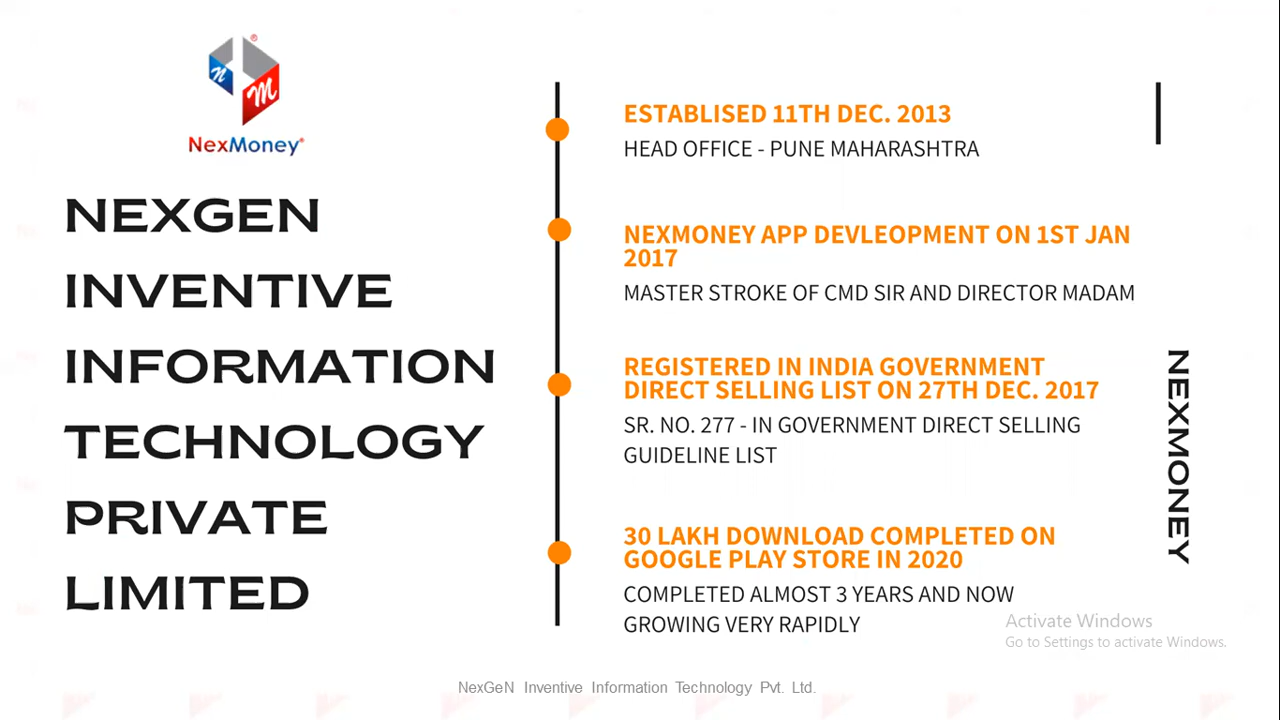 n
m
®
NexMoney®
NEXGEN
INVENTIVE
INFORMATION
TECHNOLOGY
PRIVATE
LIMITED
ESTABLISED 11TH DEC. 2013
HEAD OFFICE - PUNE MAHARASHTRA
NEXMONEY APP DEVLEOPMENT ON 1ST JAN
2017
MASTER STROKE OF CMD SIR AND DIRECTOR MADAM
REGISTERED IN INDIA GOVERNMENT
DIRECT SELLING LIST ON 27TH DEC. 2017
SR. NO. 277 - IN GOVERNMENT DIRECT SELLING
GUIDELINE LIST
30 LAKH DOWNLOAD COMPLETED ON
GOOGLE PLAY STORE IN 2020
COMPLETED ALMOST 3 YEARS AND NOW
GROWING VERY RAPIDLY
NEXMONEY
Activate Windows
Go to Settings to activate Windows.
NexGeN Inventive Information Technology Pvt. Ltd.